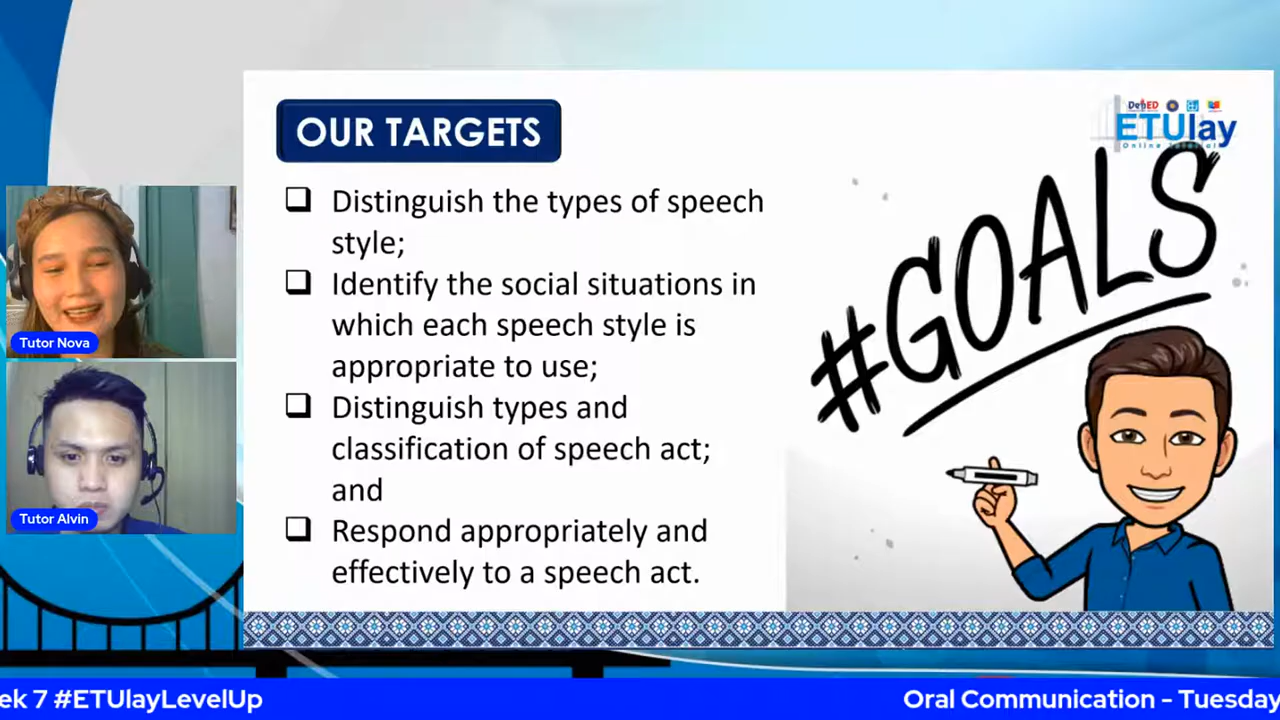 OUR TARGETS
DepED
ETUlay
Online Tutorial
Distinguish the types of speech
style;
Identify the social situations in
which each speech style is
appropriate to use;
Distinguish types and
classification of speech act;
and
Respond appropriately and
effectively to a speech act.
#GOALS
Tutor Nova
Tutor Alvin
ek 7 #ETUlayLevelUp
Oral Communication - Tuesday